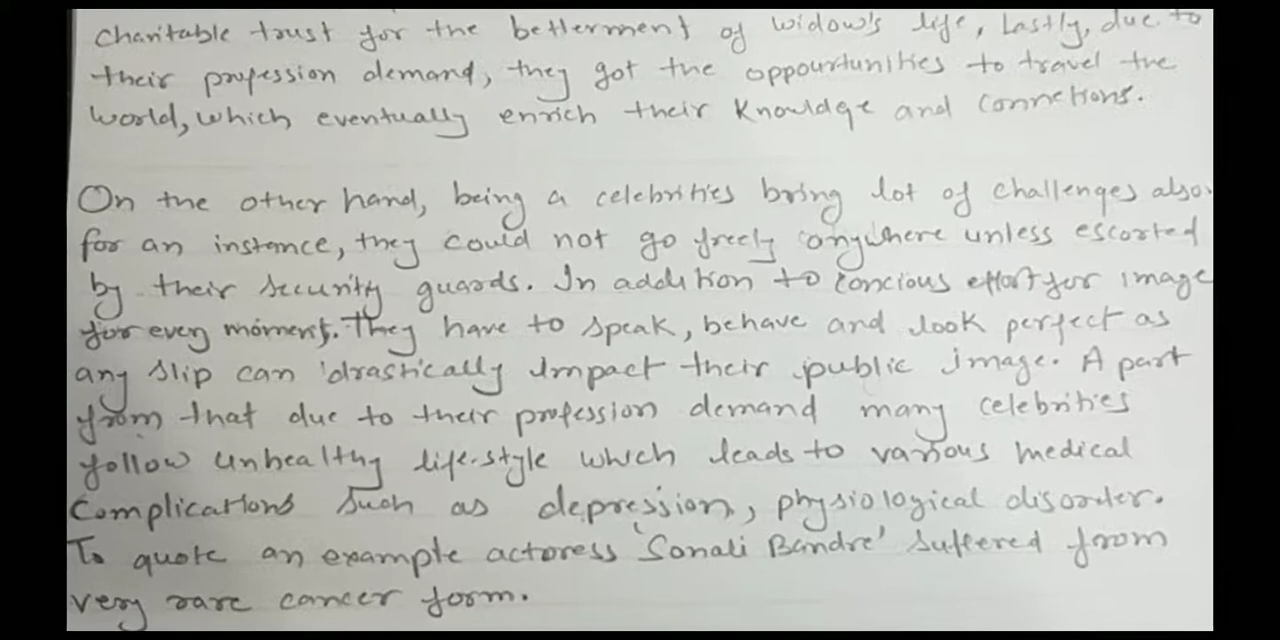 Charitable trust for the betterment of widow's life, Lastly, due to
their profession demand, they got the oppourtunities to travel the
world, which eventually enrich their Knowldge and Connctions.
On the other hand, being a celebrities bring lot of challenges also.
for an instance, they could not go freely anywhere unless escorted
by their security guards. In addition to concious effort for image
for every moment. They have to speak, behave and look perfect as
any slip can drastically impact their public image. A part
from that due to their profession demand many celebrities
follow unhealthy life-style which leads to various medical
Complications such as depression, physiological disorder.
To quote an example actoress 'Sonali Bandre' suffered from
very rare cancer form.